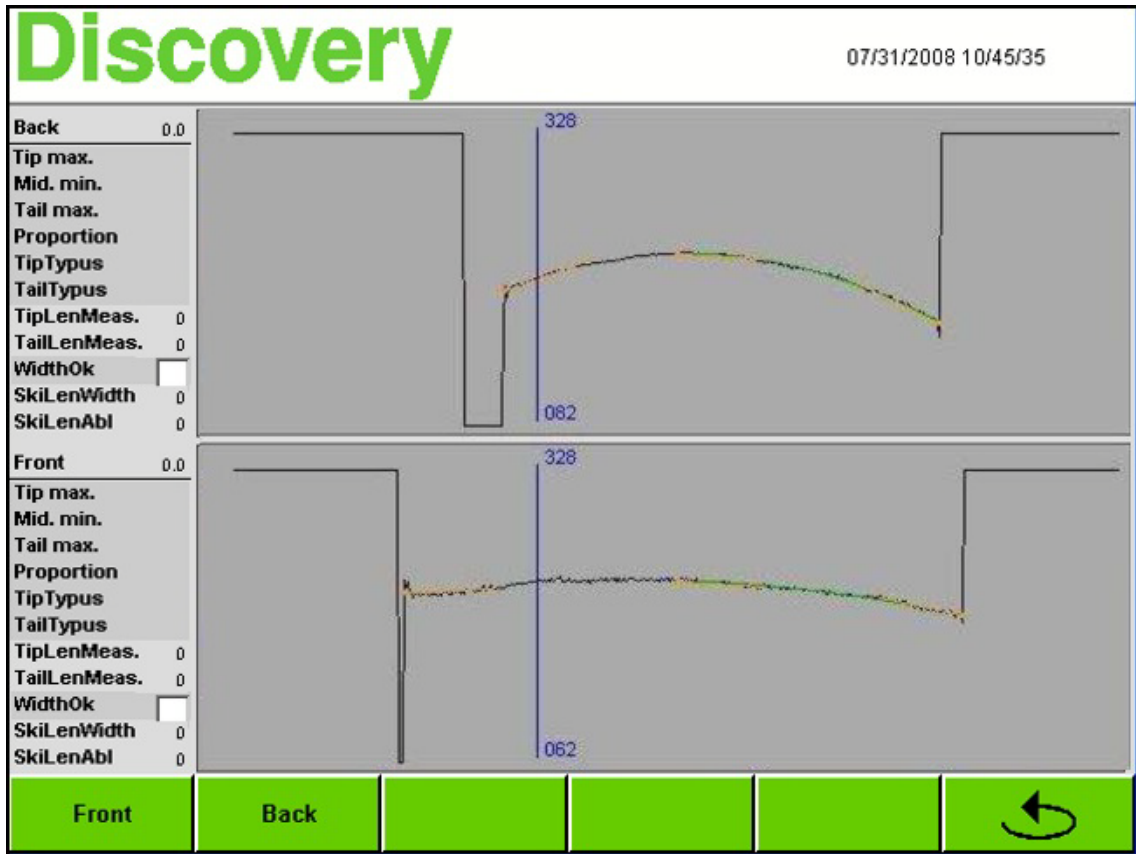 Discovery
07/31/2008 10/45/35
Back 0.0
Tip max.
Mid. min.
Tail max.
Proportion
TipTypus
TailTypus
TipLenMeas. 0
TailLenMeas. 0
WidthOk
SkiLenWidth 0
SkiLenAbl 0
328
082
Front 0.0
Tip max.
Mid. min.
Tail max.
Proportion
TipTypus
TailTypus
TipLenMeas. 0
TailLenMeas. 0
WidthOk
SkiLenWidth 0
SkiLenAbl 0
328
062
Front Back